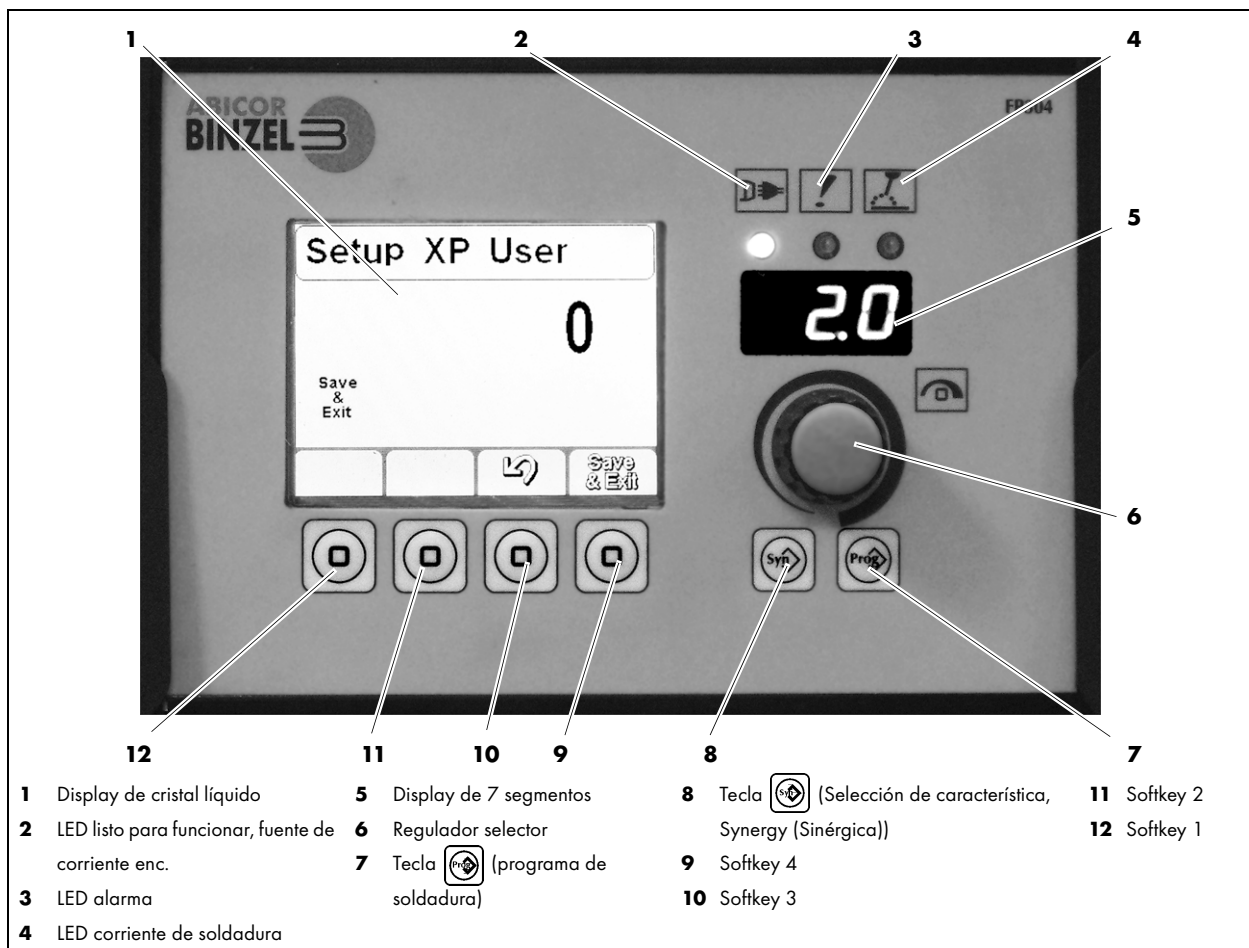 1
2
3
4
ABICOR
BINZEL
5
Setup XP User
2.0
0
Save
&
Exit
Save
& Exit
6
Syn
Prog
12
11
10
9
8
7
1 Display de cristal líquido
2 LED listo para funcionar, fuente de
corriente enc.
3 LED alarma
4 LED corriente de soldadura
5 Display de 7 segmentos
6 Regulador selector
7 Tecla Prog (programa de
soldadura)
8 Tecla Syn (Selección de característica,
Synergy (Sinérgica))
9 Softkey 4
10 Softkey 3
11 Softkey 2
12 Softkey 1